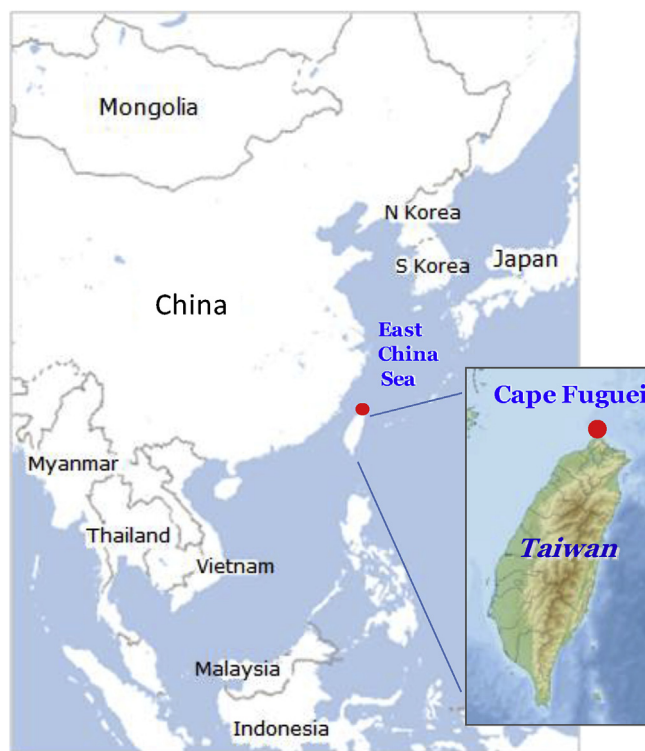 Mongolia
N Korea
S Korea
Japan
China
East
China
Sea
Cape Fuguei
Myanmar
Thailand
Vietnam
Taiwan
Malaysia
Indonesia